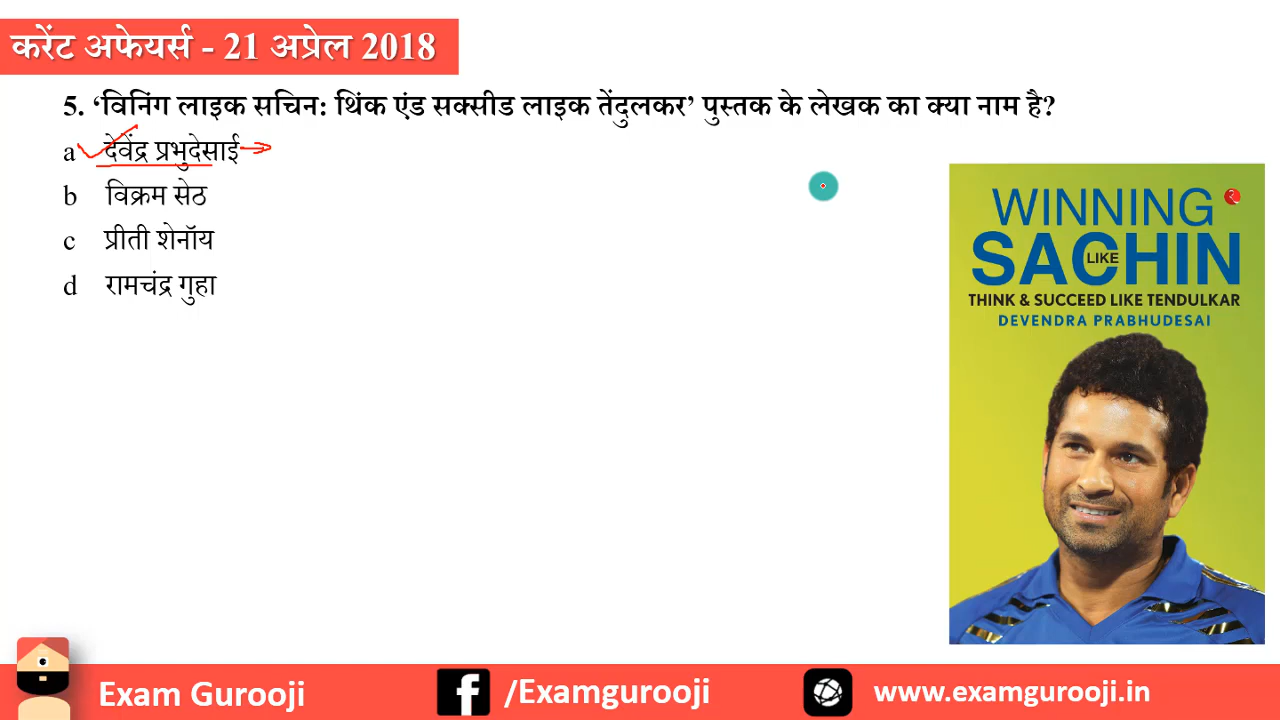 करेंट अफेयर्स - 21 अप्रेल 2018
5. ‘विनिंग लाइक सचिन: थिंक एंड सक्सीड लाइक तेंदुलकर’ पुस्तक के लेखक का क्या नाम है?
a देवेंद्र प्रभुदेसाई
b विक्रम सेठ
c प्रीती शेनॉय
d रामचंद्र गुहा
WINNING
LIKE
SACHIN
THINK & SUCCEED LIKE TENDULKAR
DEVENDRA PRABHUDESAI
Exam Gurooji
/Examgurooji
www.examgurooji.in